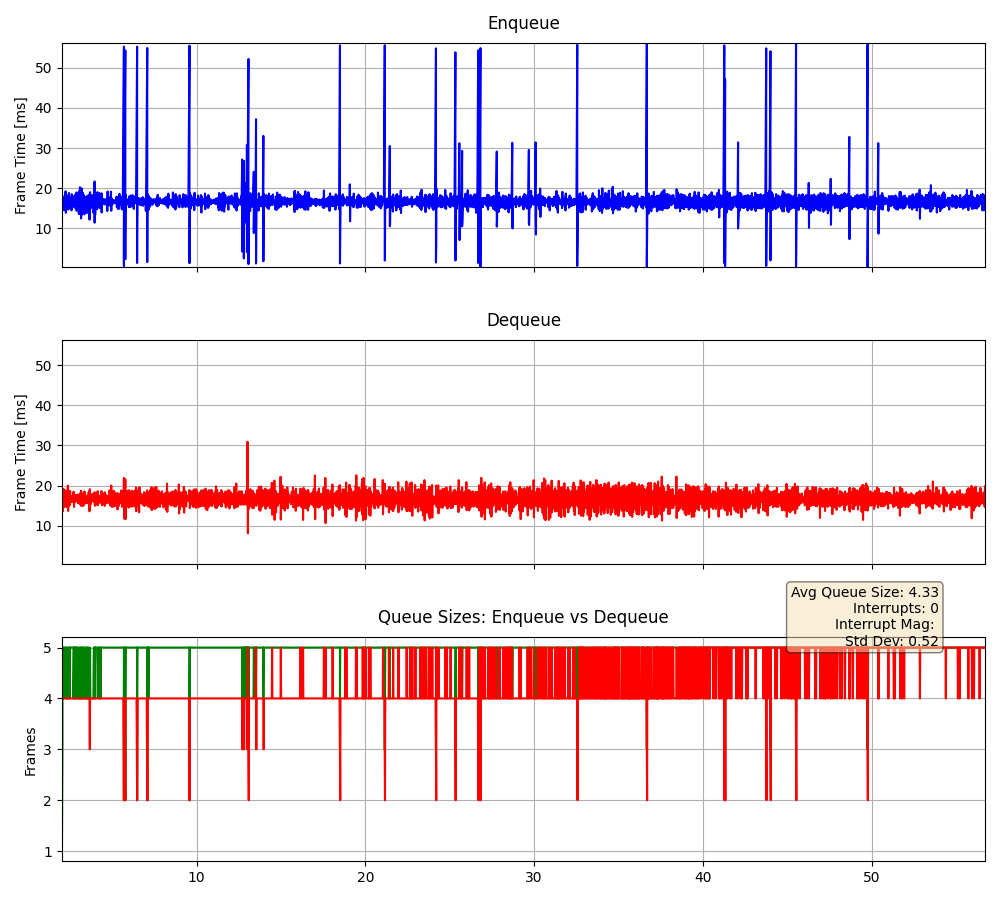 Enqueue
Frame Time [ms]
50
40
30
20
10
Dequeue
Frame Time [ms]
50
40
30
20
10
Avg Queue Size: 4.33
Interrupts: 0
Interrupt Mag:
Std Dev: 0.52
Queue Sizes: Enqueue vs Dequeue
Frames
5
4
3
2
1
10 20 30 40 50